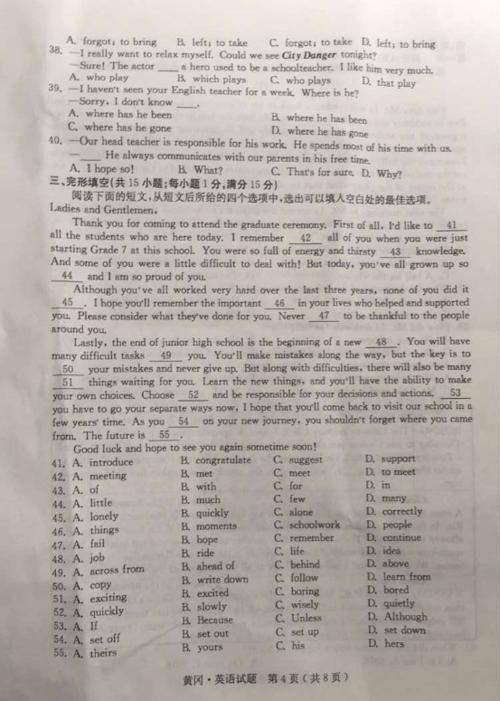 A. forgot; to bring B. left; to take C. forgot; to take D. left; to bring
38. —I really want to relax myself. Could we see City Danger tonight?
—Sure! The actor ____ a hero used to be a schoolteacher. I like him very much.
A. who play B. which plays C. who plays D. that play
39. —I haven't seen your English teacher for a week. Where is he?
—Sorry, I don't know ____.
A. where has he been B. where he has been
C. where has he gone D. where he has gone
40. —Our head teacher is responsible for his work. He spends most of his time with us.
—____ He always communicates with our parents in his free time.
A. I hope so! B. What? C. That's for sure. D. Why?
三、完形填空(共15小题;每小题1分,满分15分)
阅读下面的短文,从短文后所给的四个选项中,选出可以填入空白处的最佳选项。
Ladies and Gentlemen,
Thank you for coming to attend the graduate ceremony. First of all, I'd like to 41
all the students who are here today. I remember 42 all of you when you were just
starting Grade 7 at this school. You were so full of energy and thirsty 43 knowledge.
And some of you were a little difficult to deal with! But today, you've all grown up so
44 and I am so proud of you.
Although you've all worked very hard over the last three years, none of you did it
45 . I hope you'll remember the important 46 in your lives who helped and supported
you. Please consider what they've done for you. Never 47 to be thankful to the people
around you.
Lastly, the end of junior high school is the beginning of a new 48 . You will have
many difficult tasks 49 you. You'll make mistakes along the way, but the key is to
50 your mistakes and never give up. But along with difficulties, there will also be many
51 things waiting for you. Learn the new things, and you'll have the ability to make
your own choices. Choose 52 and be responsible for your decisions and actions. 53
you have to go your separate ways now, I hope that you'll come back to visit our school in a
few years' time. As you 54 on your new journey, you shouldn't forget where you came
from. The future is 55 .
Good luck and hope to see you again sometime soon!
41. A. introduce B. congratulate C. suggest D. support
42. A. meeting B. met C. meet D. to meet
43. A. of B. with C. for D. in
44. A. little B. much C. few D. many
45. A. lonely B. quickly C. alone D. correctly
46. A. things B. moments C. schoolwork D. people
47. A. fail B. hope C. remember D. continue
48. A. job B. ride C. life D. idea
49. A. across from B. ahead of C. behind D. above
50. A. copy B. write down C. follow D. learn from
51. A. exciting B. excited C. boring D. bored
52. A. quickly B. slowly C. wisely D. quietly
53. A. If B. Because C. Unless D. Although
54. A. set off B. set out C. set up D. set down
55. A. theirs B. yours C. his D. hers
黄冈·英语试题 第4页(共8页)